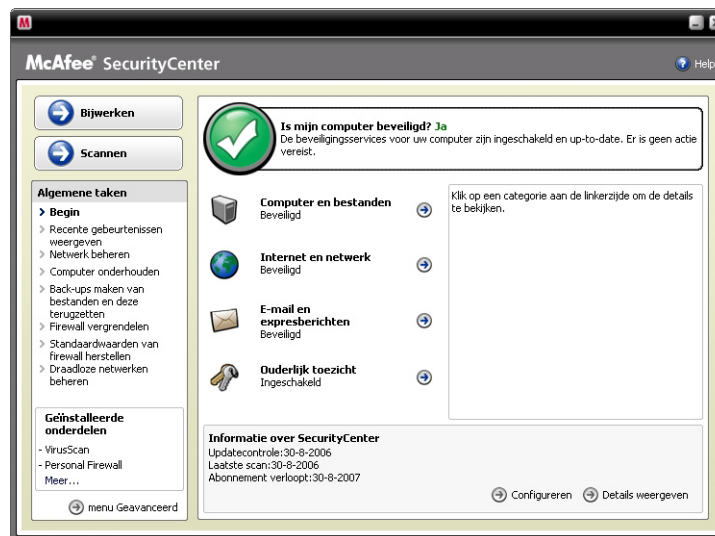 McAfee® SecurityCenter
Help
Bijwerken
Scannen
Algemene taken
Begin
Recente gebeurtenissen
weergeven
Netwerk beheren
Computer onderhouden
Back-ups maken van
bestanden en deze
terugzetten
Firewall vergrendelen
Standaardwaarden van
firewall herstellen
Draadloze netwerken
beheren
Geïnstalleerde
onderdelen
- VirusScan
- Personal Firewall
Meer...
menu Geavanceerd
Is mijn computer beveiligd? Ja
De beveiligingsservices voor uw computer zijn ingeschakeld en up-to-date. Er is geen actie
vereist.
Computer en bestanden
Beveiligd
Internet en netwerk
Beveiligd
E-mail en
expresberichten
Beveiligd
Ouderlijk toezicht
Ingeschakeld
Klik op een categorie aan de linkerzijde om de details
te bekijken.
Informatie over SecurityCenter
Updatecontrole:30-8-2006
Laatste scan:30-8-2006
Abonnement verloopt:30-8-2007
Configureren
Details weergeven